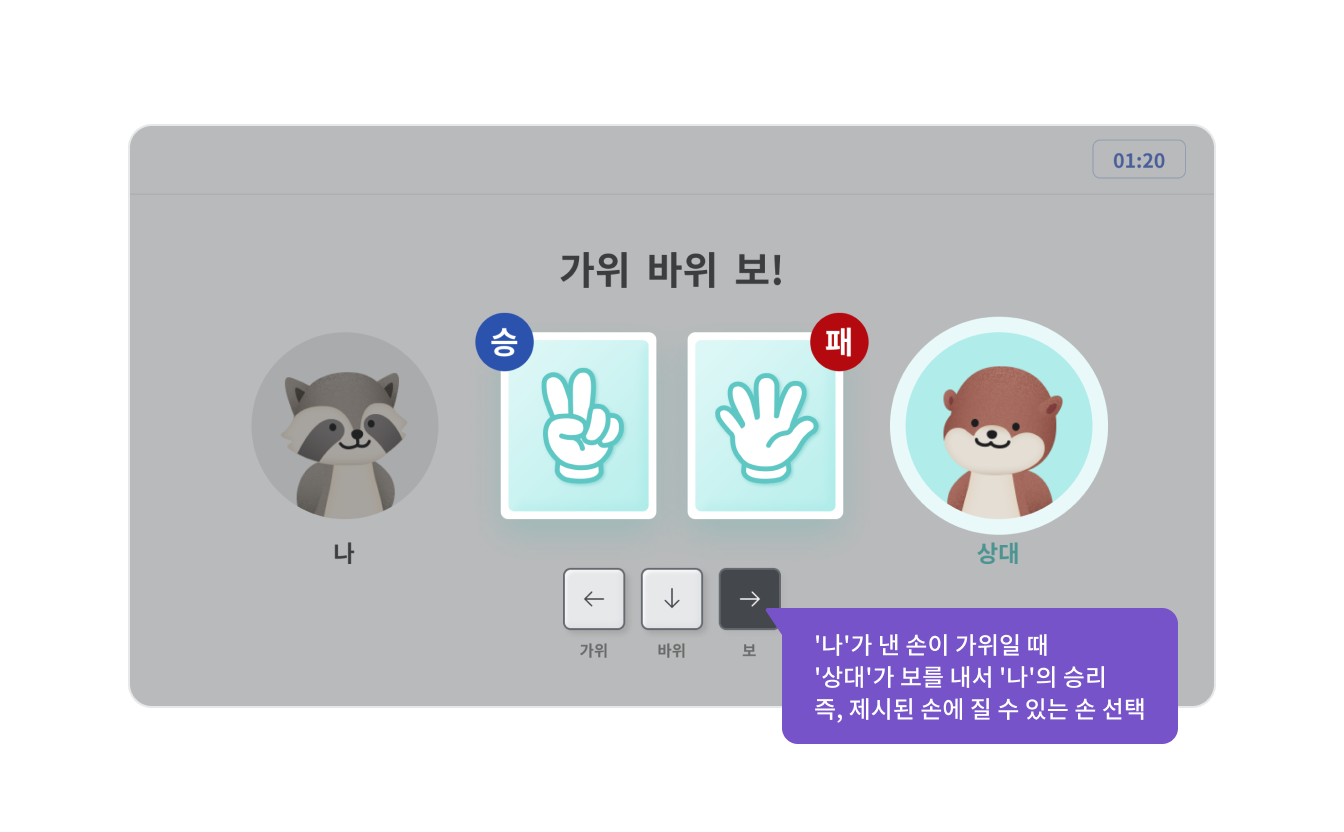 01:20
가위 바위 보!
승
패
나
상대
가위
바위
보
'나'가 낸 손이 가위일 때
'상대'가 보를 내서 '나'의 승리
즉, 제시된 손에 질 수 있는 손 선택